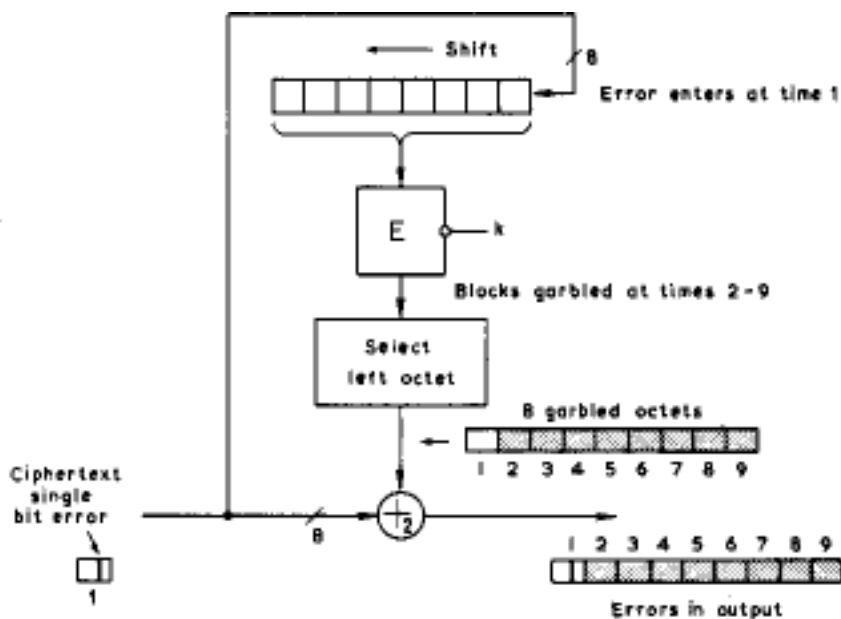 Shift
8
Error enters at time 1
E
k
Blocks garbled at times 2-9
Select
left octet
8 garbled octets
1 2 3 4 5 6 7 8 9
Ciphertext
single
bit error
8
+2
1 2 3 4 5 6 7 8 9
1
Errors in output